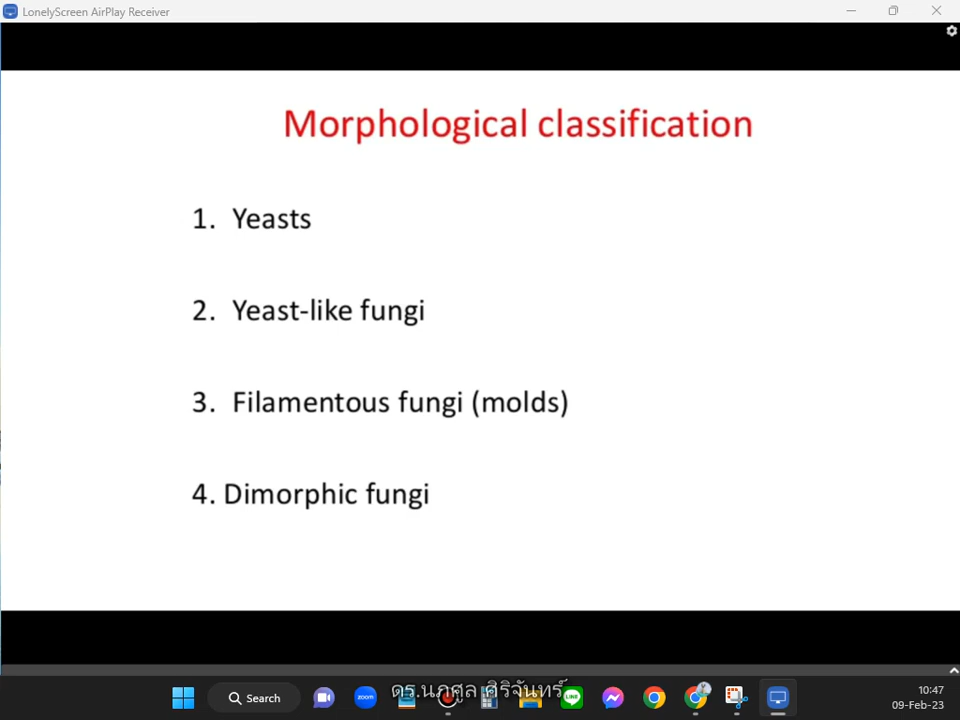 LonelyScreen AirPlay Receiver
Morphological classification
1. Yeasts
2. Yeast-like fungi
3. Filamentous fungi (molds)
4. Dimorphic fungi
Search
zoom
LINE
ดร.นภศูล ศิริจันทร์
10:47
09-Feb-23